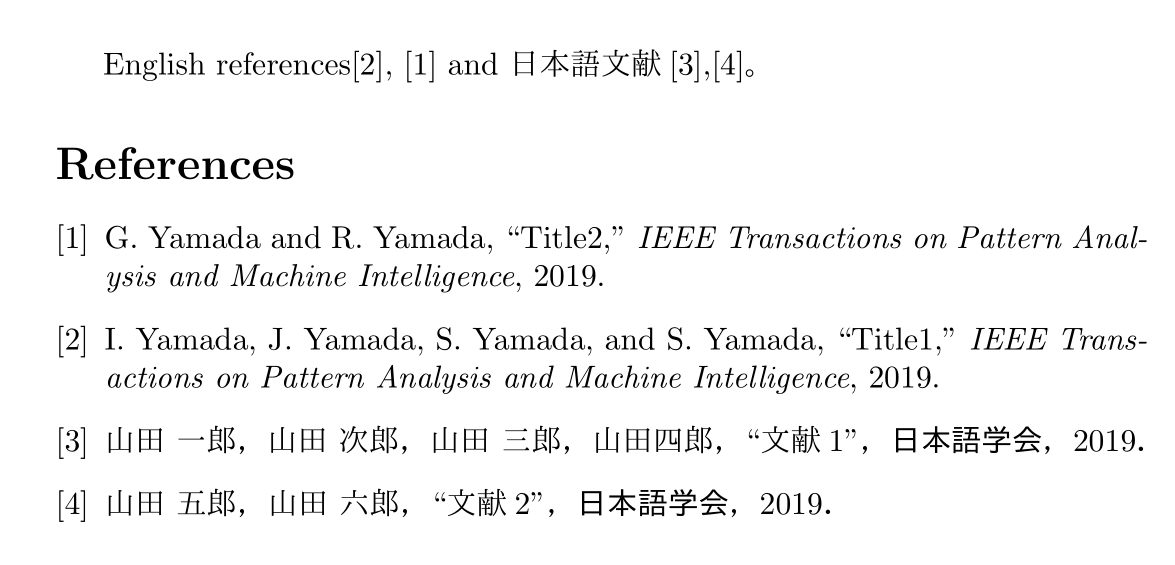 English references[2], [1] and 日本語文献 [3],[4]。
References
[1] G. Yamada and R. Yamada, “Title2,” IEEE Transactions on Pattern Anal-
ysis and Machine Intelligence, 2019.
[2] I. Yamada, J. Yamada, S. Yamada, and S. Yamada, “Title1,” IEEE Trans-
actions on Pattern Analysis and Machine Intelligence, 2019.
[3] 山田 一郎，山田 次郎，山田 三郎，山田四郎，“文献 1”，日本語学会，2019．
[4] 山田 五郎，山田 六郎，“文献 2”，日本語学会，2019．